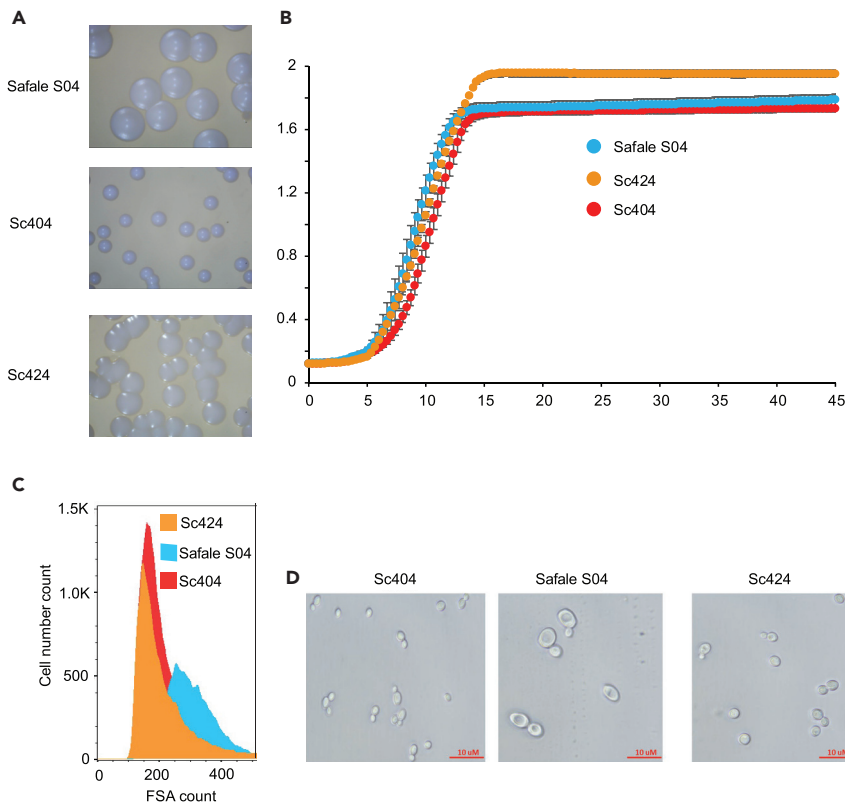 A
Safale S04
Sc404
Sc424
B
2
1.6
1.2
0.8
0.4
0
0 5 10 15 20 25 30 35 40 45
Safale S04
Sc424
Sc404
C
1.5K
1.0K
500
0
Cell number count
0 200 400
FSA count
Sc424
Safale S04
Sc404
D
Sc404 Safale S04 Sc424
10 uM 10 uM 10 uM